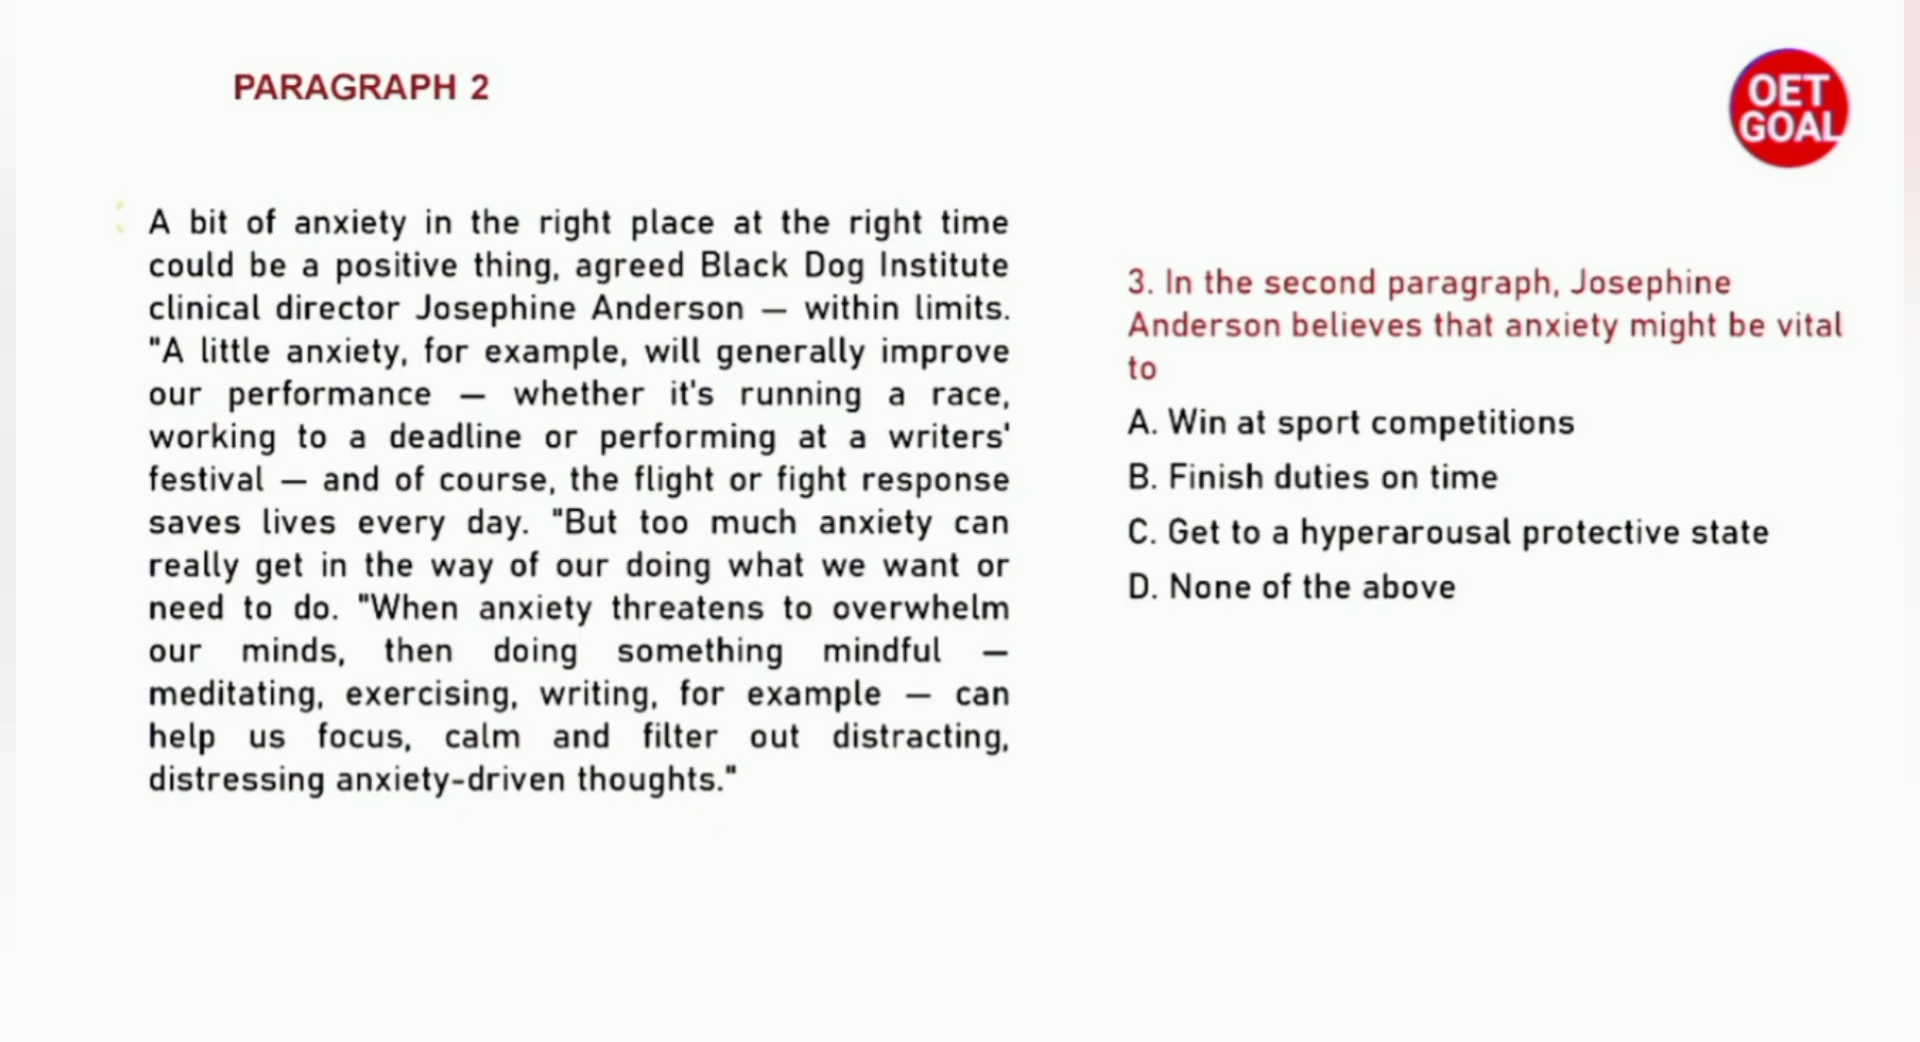 PARAGRAPH 2
OET
GOAL
A bit of anxiety in the right place at the right time
could be a positive thing, agreed Black Dog Institute
clinical director Josephine Anderson — within limits.
"A little anxiety, for example, will generally improve
our performance — whether it's running a race,
working to a deadline or performing at a writers'
festival — and of course, the flight or fight response
saves lives every day. "But too much anxiety can
really get in the way of our doing what we want or
need to do. "When anxiety threatens to overwhelm
our minds, then doing something mindful —
meditating, exercising, writing, for example — can
help us focus, calm and filter out distracting,
distressing anxiety-driven thoughts."
3. In the second paragraph, Josephine
Anderson believes that anxiety might be vital
to
A. Win at sport competitions
B. Finish duties on time
C. Get to a hyperarousal protective state
D. None of the above